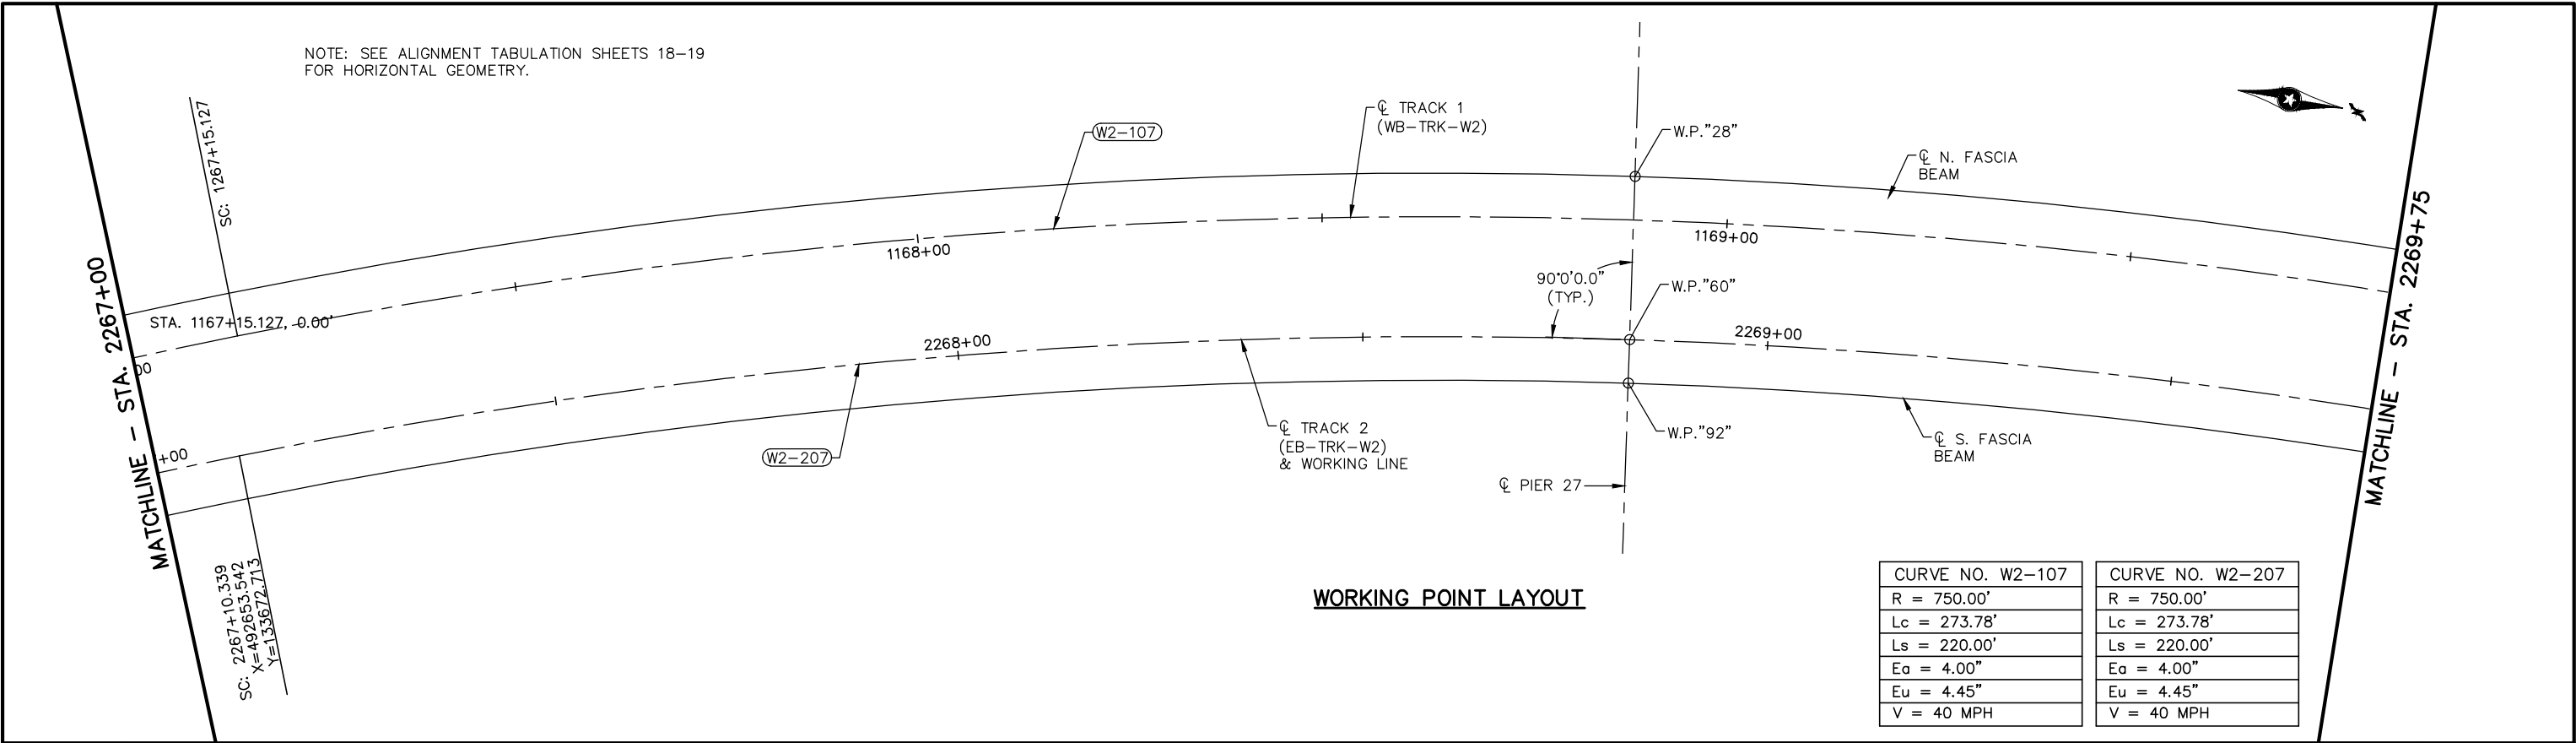 NOTE: SEE ALIGNMENT TABULATION SHEETS 18-19
FOR HORIZONTAL GEOMETRY.
SC: 1267+15.127
STA. 1167+15.127, 0.00'
MATCHLINE - STA. 2267+00
00
+00
SC: 2267+10.339
X=492653.542
Y=133672.713
W2-107
℄ TRACK 1
(WB-TRK-W2)
1168+00
2268+00
W2-207
℄ TRACK 2
(EB-TRK-W2)
& WORKING LINE
W.P."28"
1169+00
90°0'0.0"
(TYP.)
W.P."60"
2269+00
W.P."92"
℄ PIER 27
℄ N. FASCIA
BEAM
℄ S. FASCIA
BEAM
MATCHLINE - STA. 2269+75
WORKING POINT LAYOUT
CURVE NO. W2-107
R = 750.00'
Lc = 273.78'
Ls = 220.00'
Ea = 4.00"
Eu = 4.45"
V = 40 MPH
CURVE NO. W2-207
R = 750.00'
Lc = 273.78'
Ls = 220.00'
Ea = 4.00"
Eu = 4.45"
V = 40 MPH